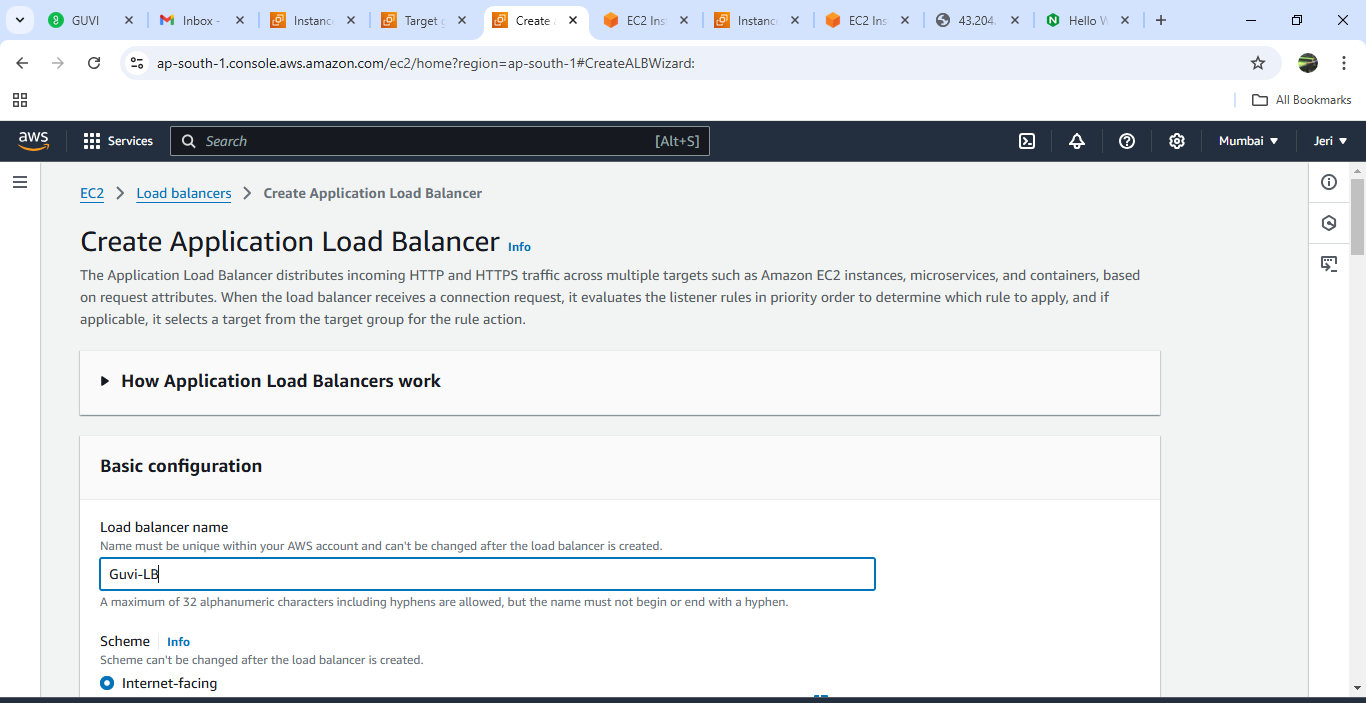 GUVI
Inbox -
Instanc
Target g
Create A
EC2 Ins
Instanc
EC2 Ins
43.204.
Hello W
ap-south-1.console.aws.amazon.com/ec2/home?region=ap-south-1#CreateALBWizard:
All Bookmarks
aws
Services
Search
[Alt+S]
Mumbai
Jeri
EC2
Load balancers
Create Application Load Balancer
Create Application Load Balancer Info
The Application Load Balancer distributes incoming HTTP and HTTPS traffic across multiple targets such as Amazon EC2 instances, microservices, and containers, based
on request attributes. When the load balancer receives a connection request, it evaluates the listener rules in priority order to determine which rule to apply, and if
applicable, it selects a target from the target group for the rule action.
How Application Load Balancers work
Basic configuration
Load balancer name
Name must be unique within your AWS account and can't be changed after the load balancer is created.
Guvi-LB
A maximum of 32 alphanumeric characters including hyphens are allowed, but the name must not begin or end with a hyphen.
Scheme Info
Scheme can't be changed after the load balancer is created.
Internet-facing